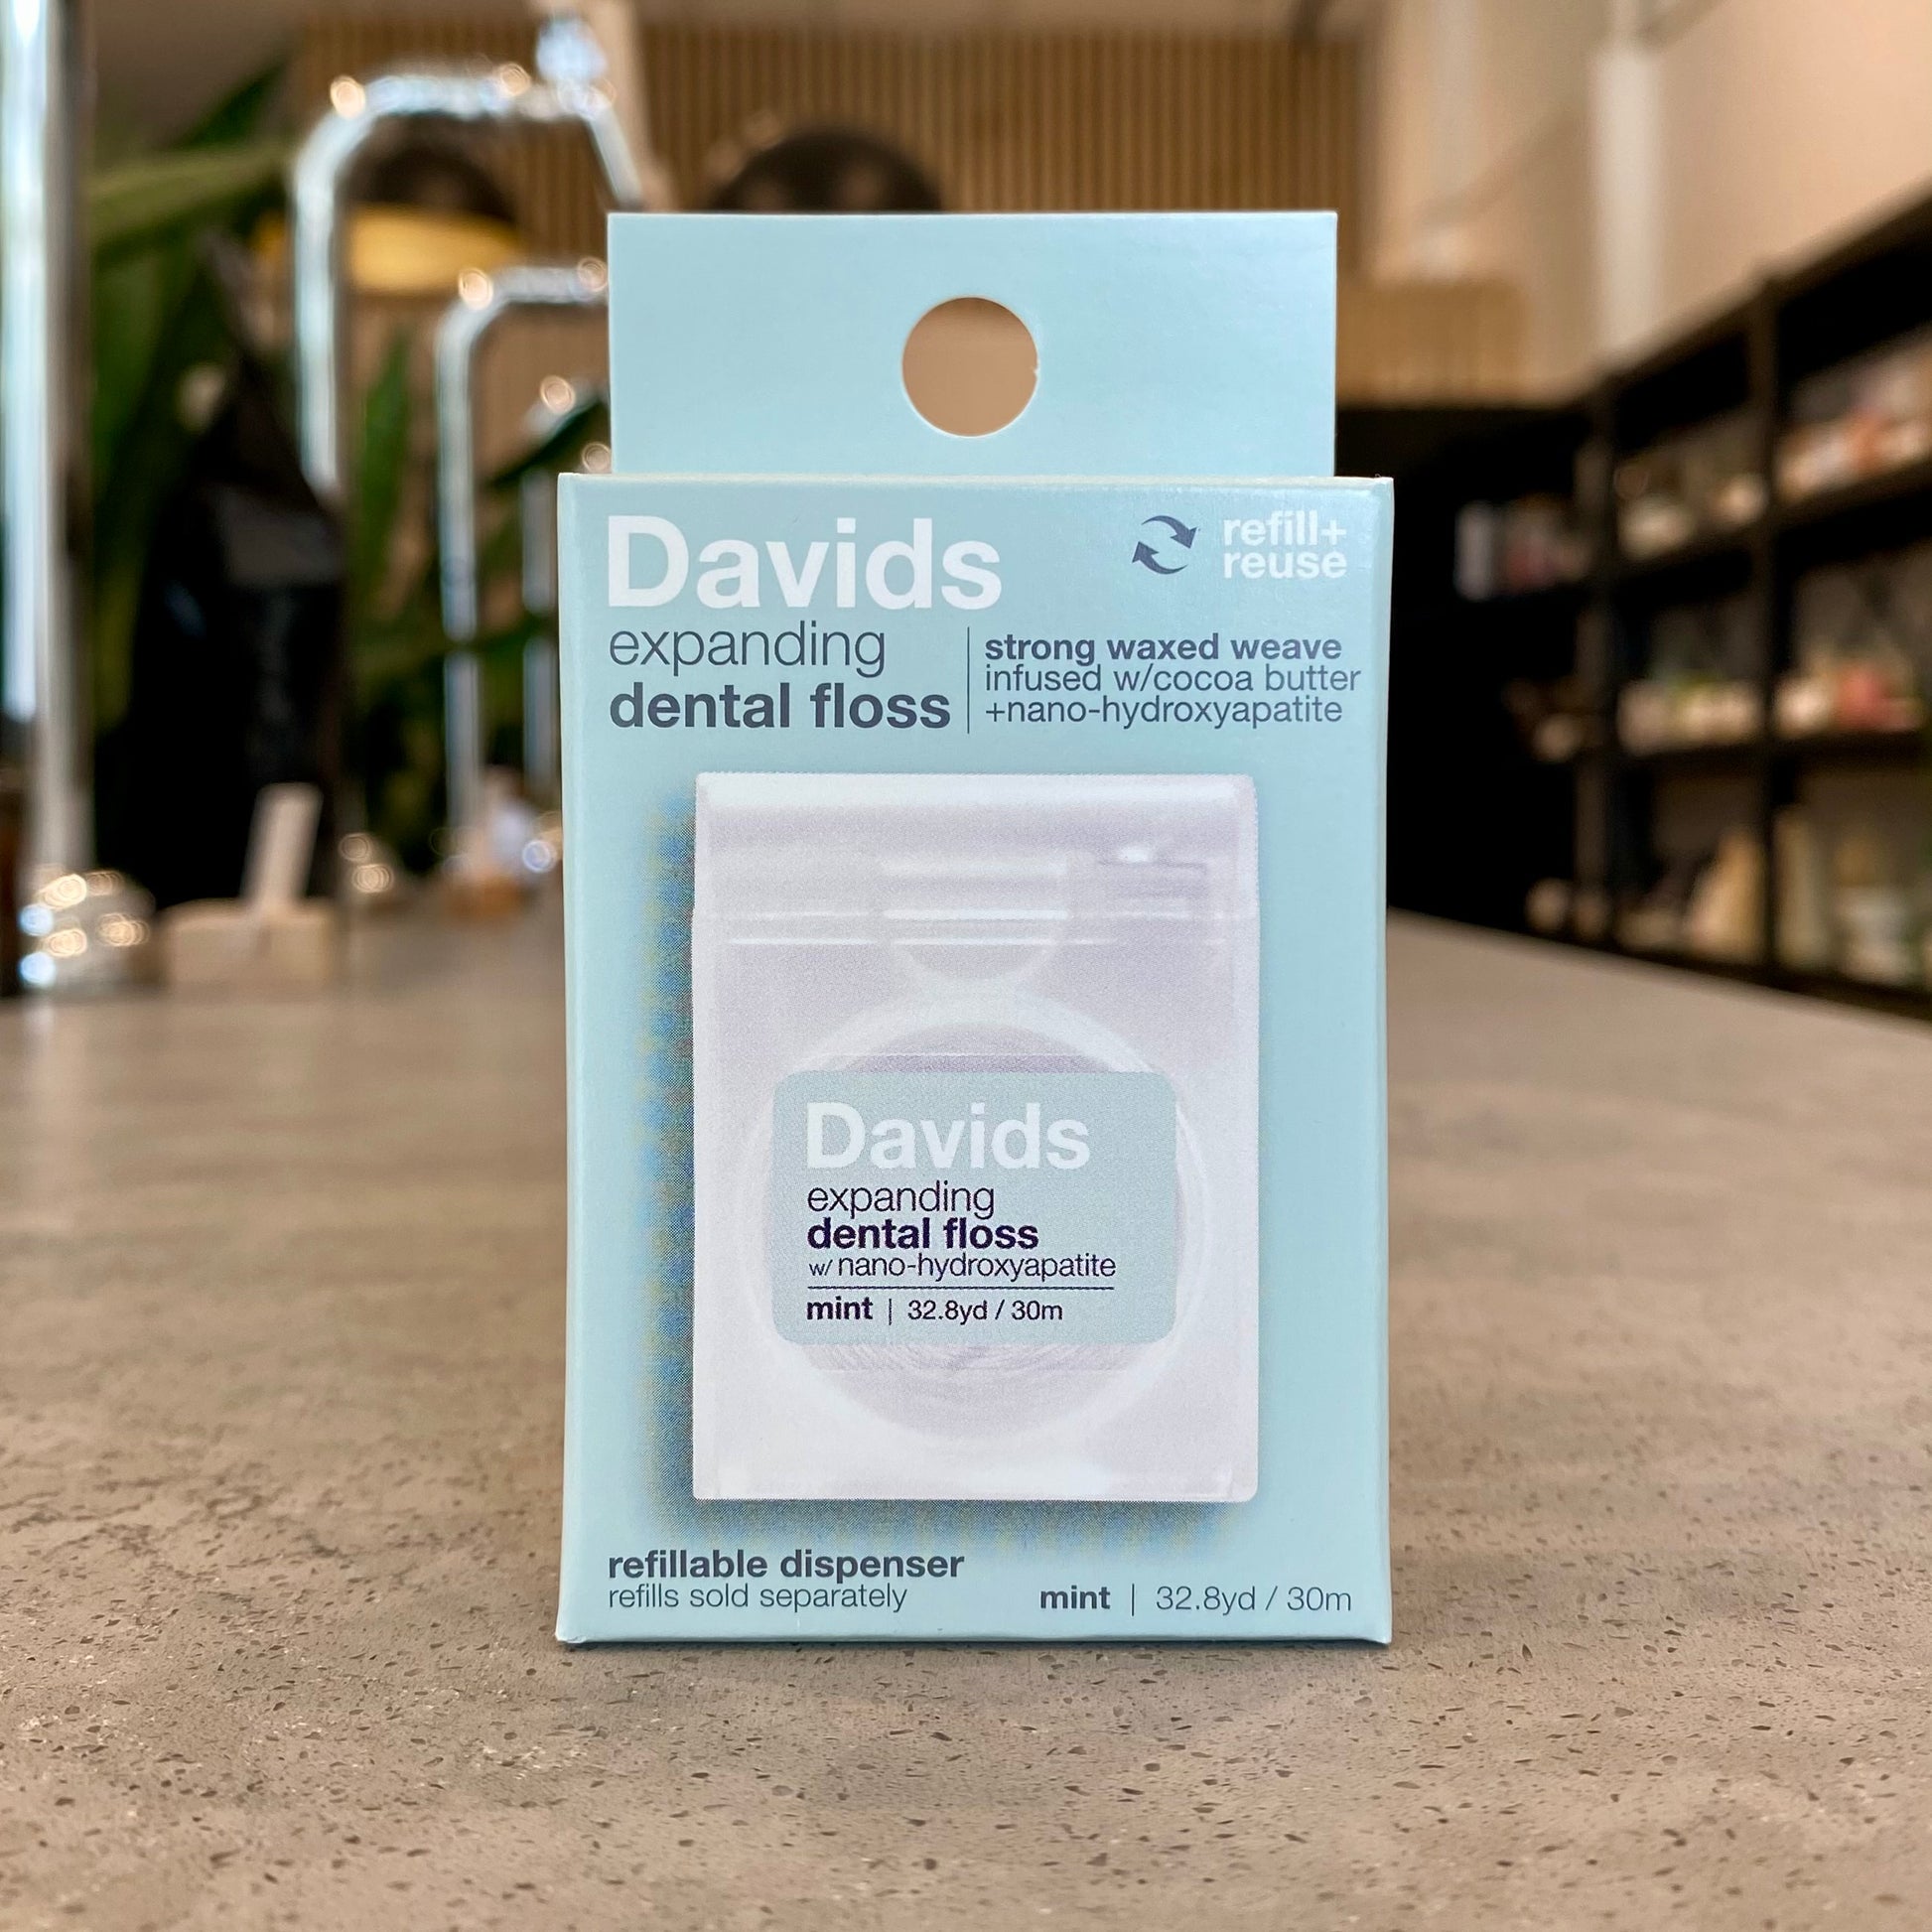 Davids
refill+
reuse
expanding
dental floss
strong waxed weave
infused w/cocoa butter
+nano-hydroxyapatite
Davids
expanding
dental floss
w/ nano-hydroxyapatite
mint | 32.8yd / 30m
refillable dispenser
refills sold separately
mint | 32.8yd / 30m